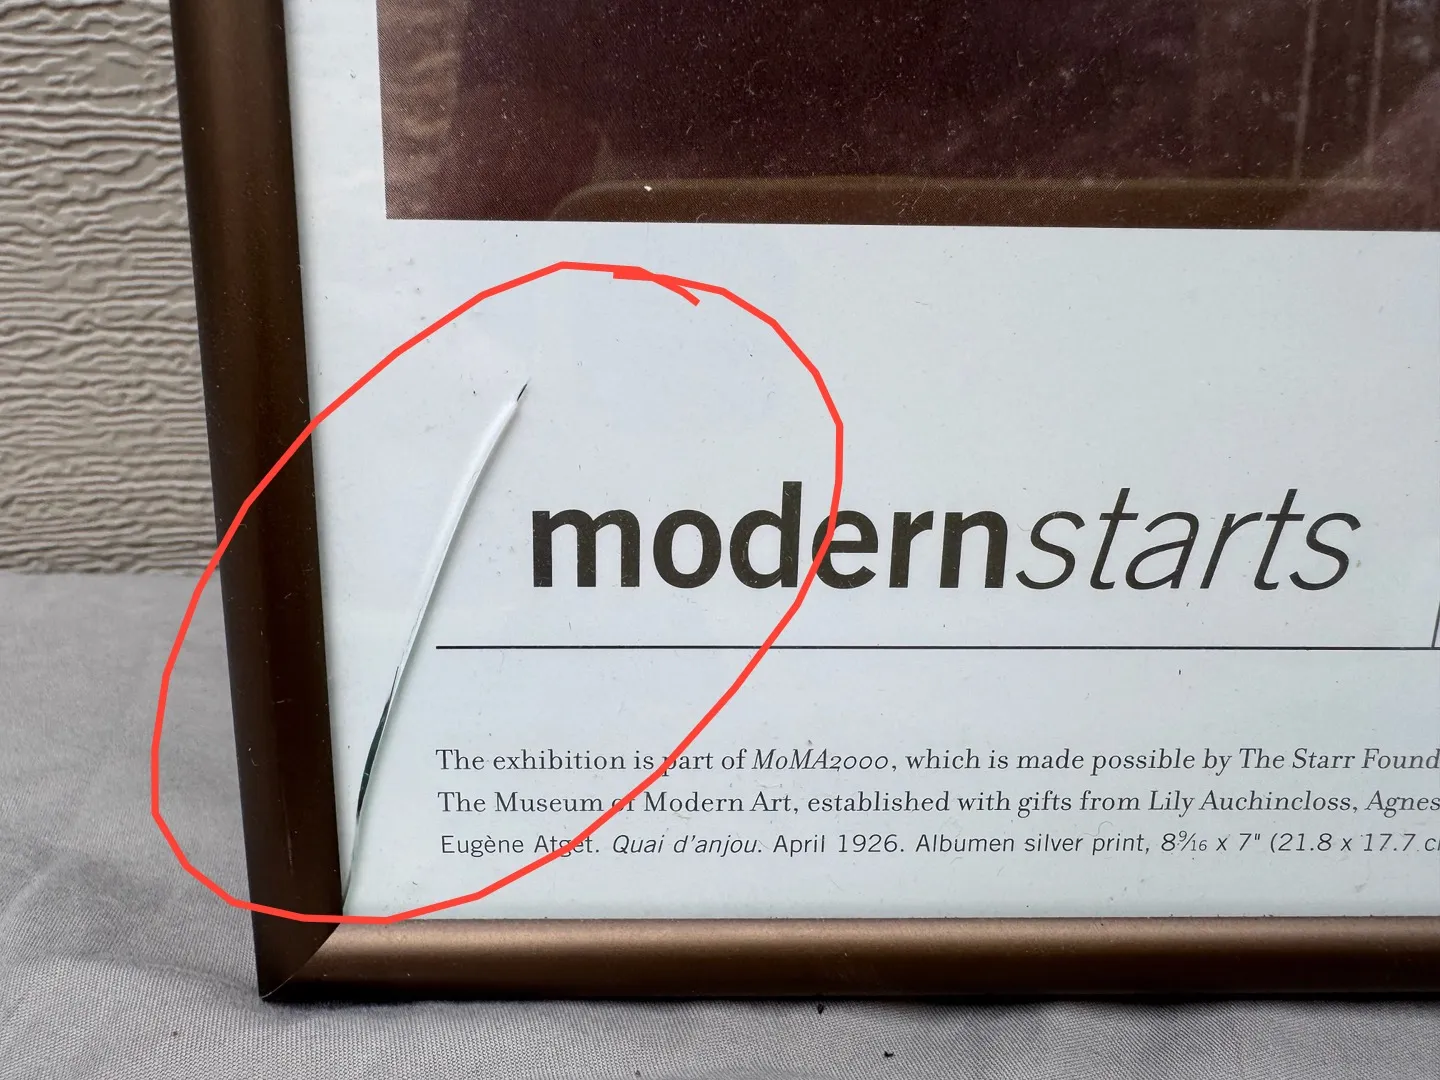 modernstarts
The exhibition is part of MoMA2000, which is made possible by The Starr Found
The Museum of Modern Art, established with gifts from Lily Auchincloss, Agnes
Eugène Atget. Quai d'anjou. April 1926. Albumen silver print, 8⁹⁄₁₆ x 7" (21.8 x 17.7 c